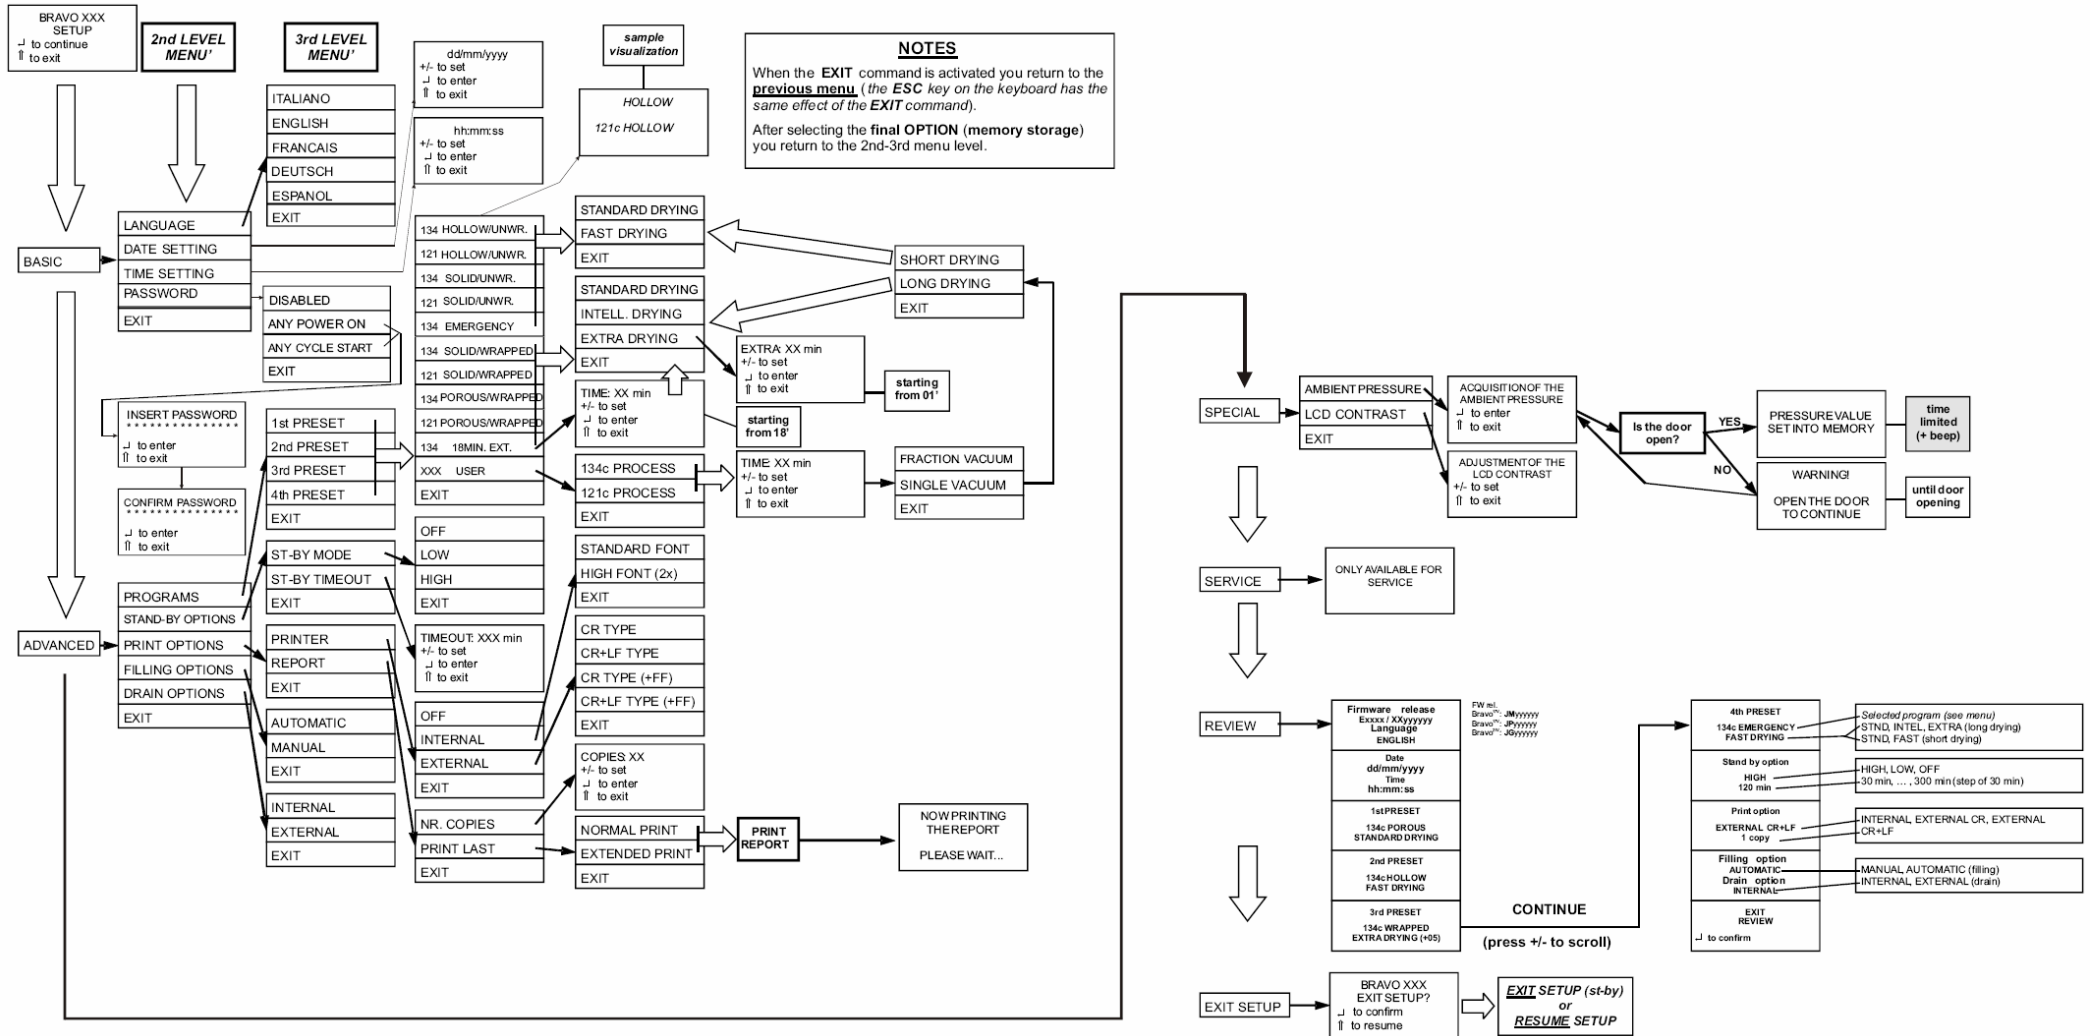 BRAVO XXX
SETUP
↵ to continue
⇑ to exit
2nd LEVEL
MENU'
3rd LEVEL
MENU'
ITALIANO
ENGLISH
FRANCAIS
DEUTSCH
ESPANOL
EXIT
dd/mm/yyyy
+/- to set
↵ to enter
⇑ to exit
hh:mm:ss
+/- to set
↵ to enter
⇑ to exit
sample
visualization
HOLLOW
121c HOLLOW
NOTES
When the EXIT command is activated you return to the
previous menu (the ESC key on the keyboard has the
same effect of the EXIT command).
After selecting the final OPTION (memory storage)
you return to the 2nd-3rd menu level.
BASIC
LANGUAGE
DATE SETTING
TIME SETTING
PASSWORD
EXIT
DISABLED
ANY POWER ON
ANY CYCLE START
EXIT
INSERT PASSWORD
***************
↵ to enter
⇑ to exit
CONFIRM PASSWORD
***************
↵ to enter
⇑ to exit
1st PRESET
2nd PRESET
3rd PRESET
4th PRESET
EXIT
134 HOLLOW/UNWR.
121 HOLLOW/UNWR.
134 SOLID/UNWR.
121 SOLID/UNWR.
134 EMERGENCY
134 SOLID/WRAPPED
121 SOLID/WRAPPED
134 POROUS/WRAPPED
121 POROUS/WRAPPED
134 18MIN. EXT.
XXX USER
EXIT
STANDARD DRYING
FAST DRYING
EXIT
STANDARD DRYING
INTELL. DRYING
EXTRA DRYING
EXIT
TIME: XX min
+/- to set
↵ to enter
⇑ to exit
starting
from 18'
EXTRA: XX min
+/- to set
↵ to enter
⇑ to exit
starting
from 01'
SHORT DRYING
LONG DRYING
EXIT
134c PROCESS
121c PROCESS
EXIT
TIME: XX min
+/- to set
↵ to enter
⇑ to exit
FRACTION VACUUM
SINGLE VACUUM
EXIT
ADVANCED
PROGRAMS
STAND-BY OPTIONS
PRINT OPTIONS
FILLING OPTIONS
DRAIN OPTIONS
EXIT
ST-BY MODE
ST-BY TIMEOUT
EXIT
OFF
LOW
HIGH
EXIT
TIMEOUT: XXX min
+/- to set
↵ to enter
⇑ to exit
PRINTER
REPORT
EXIT
AUTOMATIC
MANUAL
EXIT
INTERNAL
EXTERNAL
EXIT
OFF
INTERNAL
EXTERNAL
EXIT
NR. COPIES
PRINT LAST
EXIT
STANDARD FONT
HIGH FONT (2x)
EXIT
CR TYPE
CR+LF TYPE
CR TYPE (+FF)
CR+LF TYPE (+FF)
EXIT
COPIES: XX
+/- to set
↵ to enter
⇑ to exit
NORMAL PRINT
EXTENDED PRINT
EXIT
PRINT
REPORT
NOW PRINTING
THE REPORT
PLEASE WAIT...
SPECIAL
AMBIENT PRESSURE
LCD CONTRAST
EXIT
ACQUISITION OF THE
AMBIENT PRESSURE
↵ to enter
⇑ to exit
ADJUSTMENT OF THE
LCD CONTRAST
+/- to set
⇑ to exit
Is the door
open?
YES
NO
PRESSURE VALUE
SET INTO MEMORY
time
limited
(+ beep)
WARNING!
OPEN THE DOOR
TO CONTINUE
until door
opening
SERVICE
ONLY AVAILABLE FOR
SERVICE
REVIEW
Firmware release
Exxxx / XXyyyyyy
Language
ENGLISH
FW rel.
Date
dd/mm/yyyy
Time
hh:mm:ss
1st PRESET
134c POROUS
STANDARD DRYING
2nd PRESET
134c HOLLOW
FAST DRYING
3rd PRESET
134c WRAPPED
EXTRA DRYING (+05)
CONTINUE
(press +/- to scroll)
4th PRESET
134c EMERGENCY
FAST DRYING
Selected program (see menu)
STND, INTEL, EXTRA (long drying)
STND, FAST (short drying)
Stand by option
HIGH
120 min
HIGH, LOW, OFF
30 min, ... , 300 min (step of 30 min)
Print option
EXTERNAL CR+LF
1 copy
INTERNAL, EXTERNAL CR, EXTERNAL
CR+LF
Filling option
AUTOMATIC
Drain option
INTERNAL
MANUAL, AUTOMATIC (filling)
INTERNAL, EXTERNAL (drain)
EXIT
REVIEW
↵ to confirm
EXIT SETUP
BRAVO XXX
EXIT SETUP?
↵ to confirm
⇑ to resume
EXIT SETUP (st-by)
or
RESUME SETUP